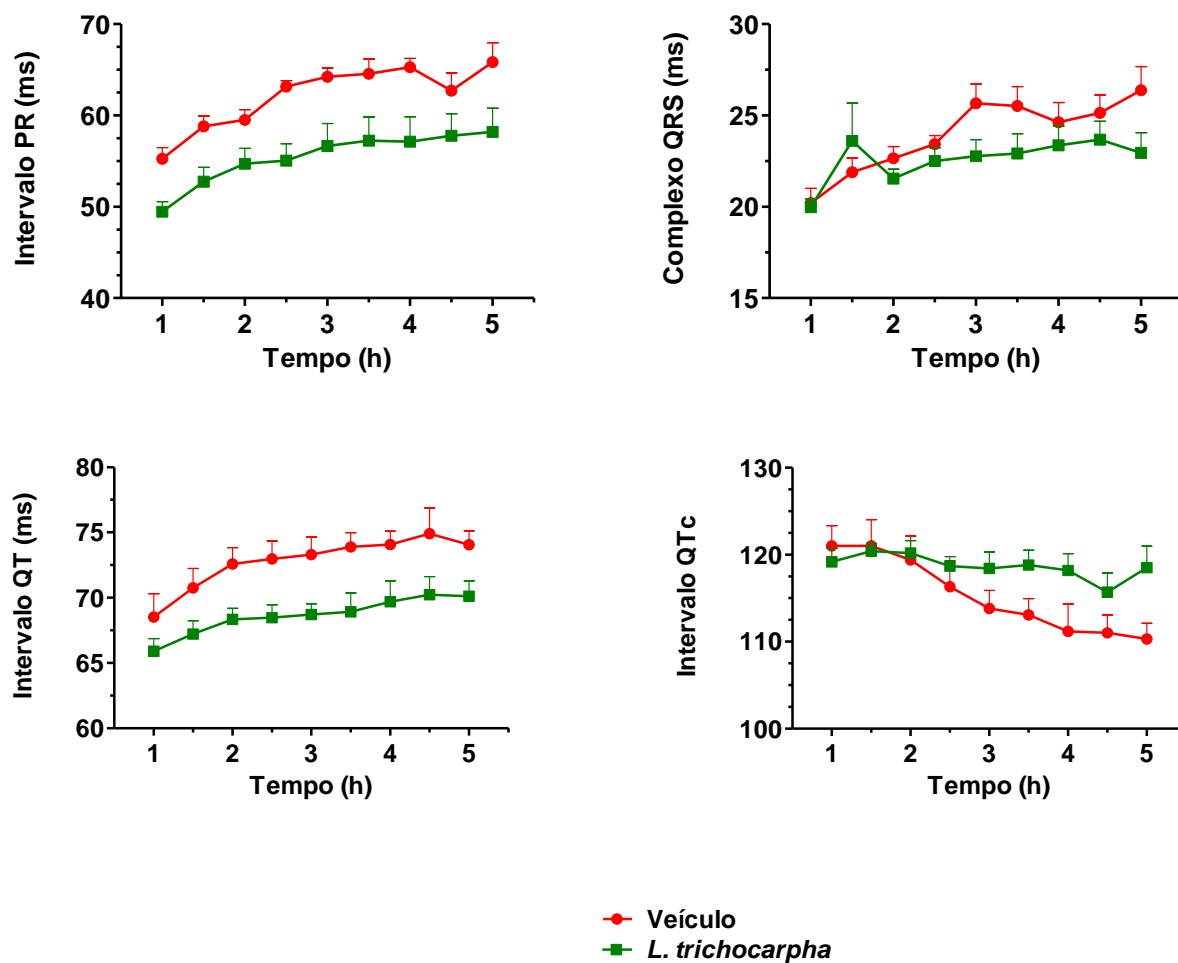 Intervalo PR (ms)
70
60
50
40
1 2 3 4 5
Tempo (h)
Complexo QRS (ms)
30
25
20
15
1 2 3 4 5
Tempo (h)
Intervalo QT (ms)
80
75
70
65
60
1 2 3 4 5
Tempo (h)
Intervalo QTc
130
120
110
100
1 2 3 4 5
Tempo (h)
Veículo
L. trichocarpha